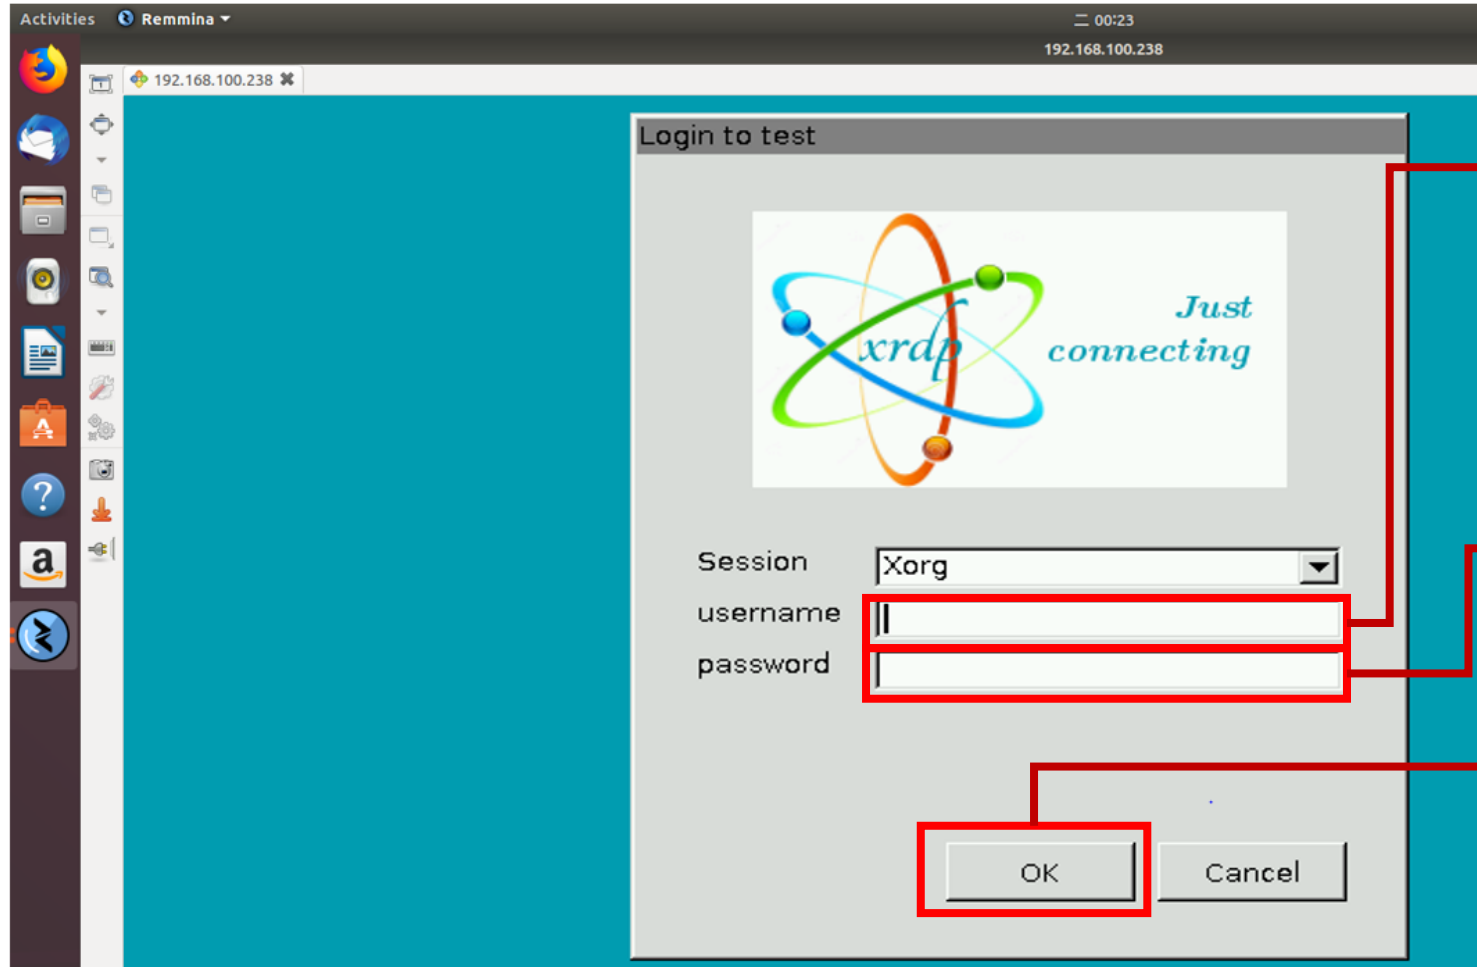 Activities Remmina 二 00:23
192.168.100.238
192.168.100.238
Login to test
xrdp
Just
connecting
Session Xorg
username
password
OK Cancel